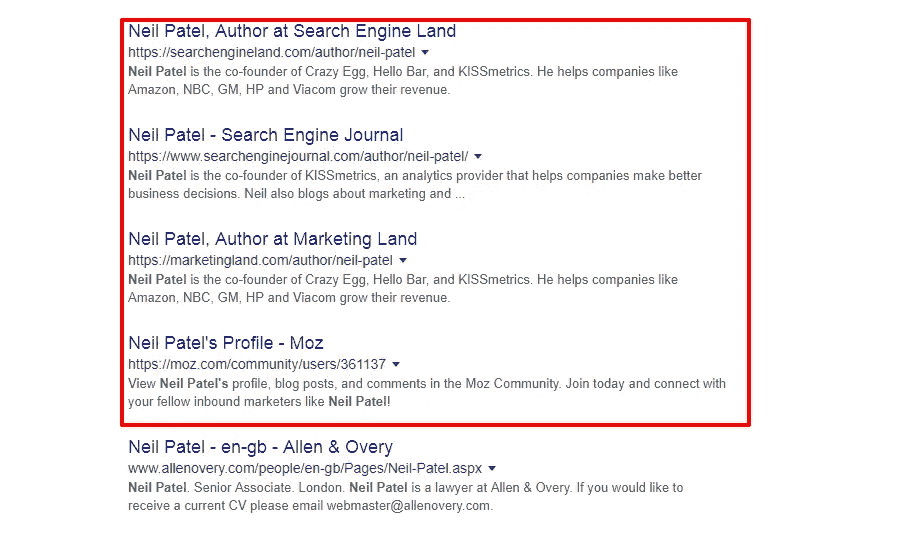 Neil Patel, Author at Search Engine Land
https://searchengineland.com/author/neil-patel
Neil Patel is the co-founder of Crazy Egg, Hello Bar, and KISSmetrics. He helps companies like
Amazon, NBC, GM, HP and Viacom grow their revenue.
Neil Patel - Search Engine Journal
https://www.searchenginejournal.com/author/neil-patel/
Neil Patel is the co-founder of KISSmetrics, an analytics provider that helps companies make better
business decisions. Neil also blogs about marketing and ...
Neil Patel, Author at Marketing Land
https://marketingland.com/author/neil-patel
Neil Patel is the co-founder of Crazy Egg, Hello Bar, and KISSmetrics. He helps companies like
Amazon, NBC, GM, HP and Viacom grow their revenue.
Neil Patel's Profile - Moz
https://moz.com/community/users/361137
View Neil Patel's profile, blog posts, and comments in the Moz Community. Join today and connect with
your fellow inbound marketers like Neil Patel!
Neil Patel - en-gb - Allen & Overy
www.allenovery.com/people/en-gb/Pages/Neil-Patel.aspx
Neil Patel. Senior Associate. London. Neil Patel is a lawyer at Allen & Overy. If you would like to
receive a current CV please email webmaster@allenovery.com.